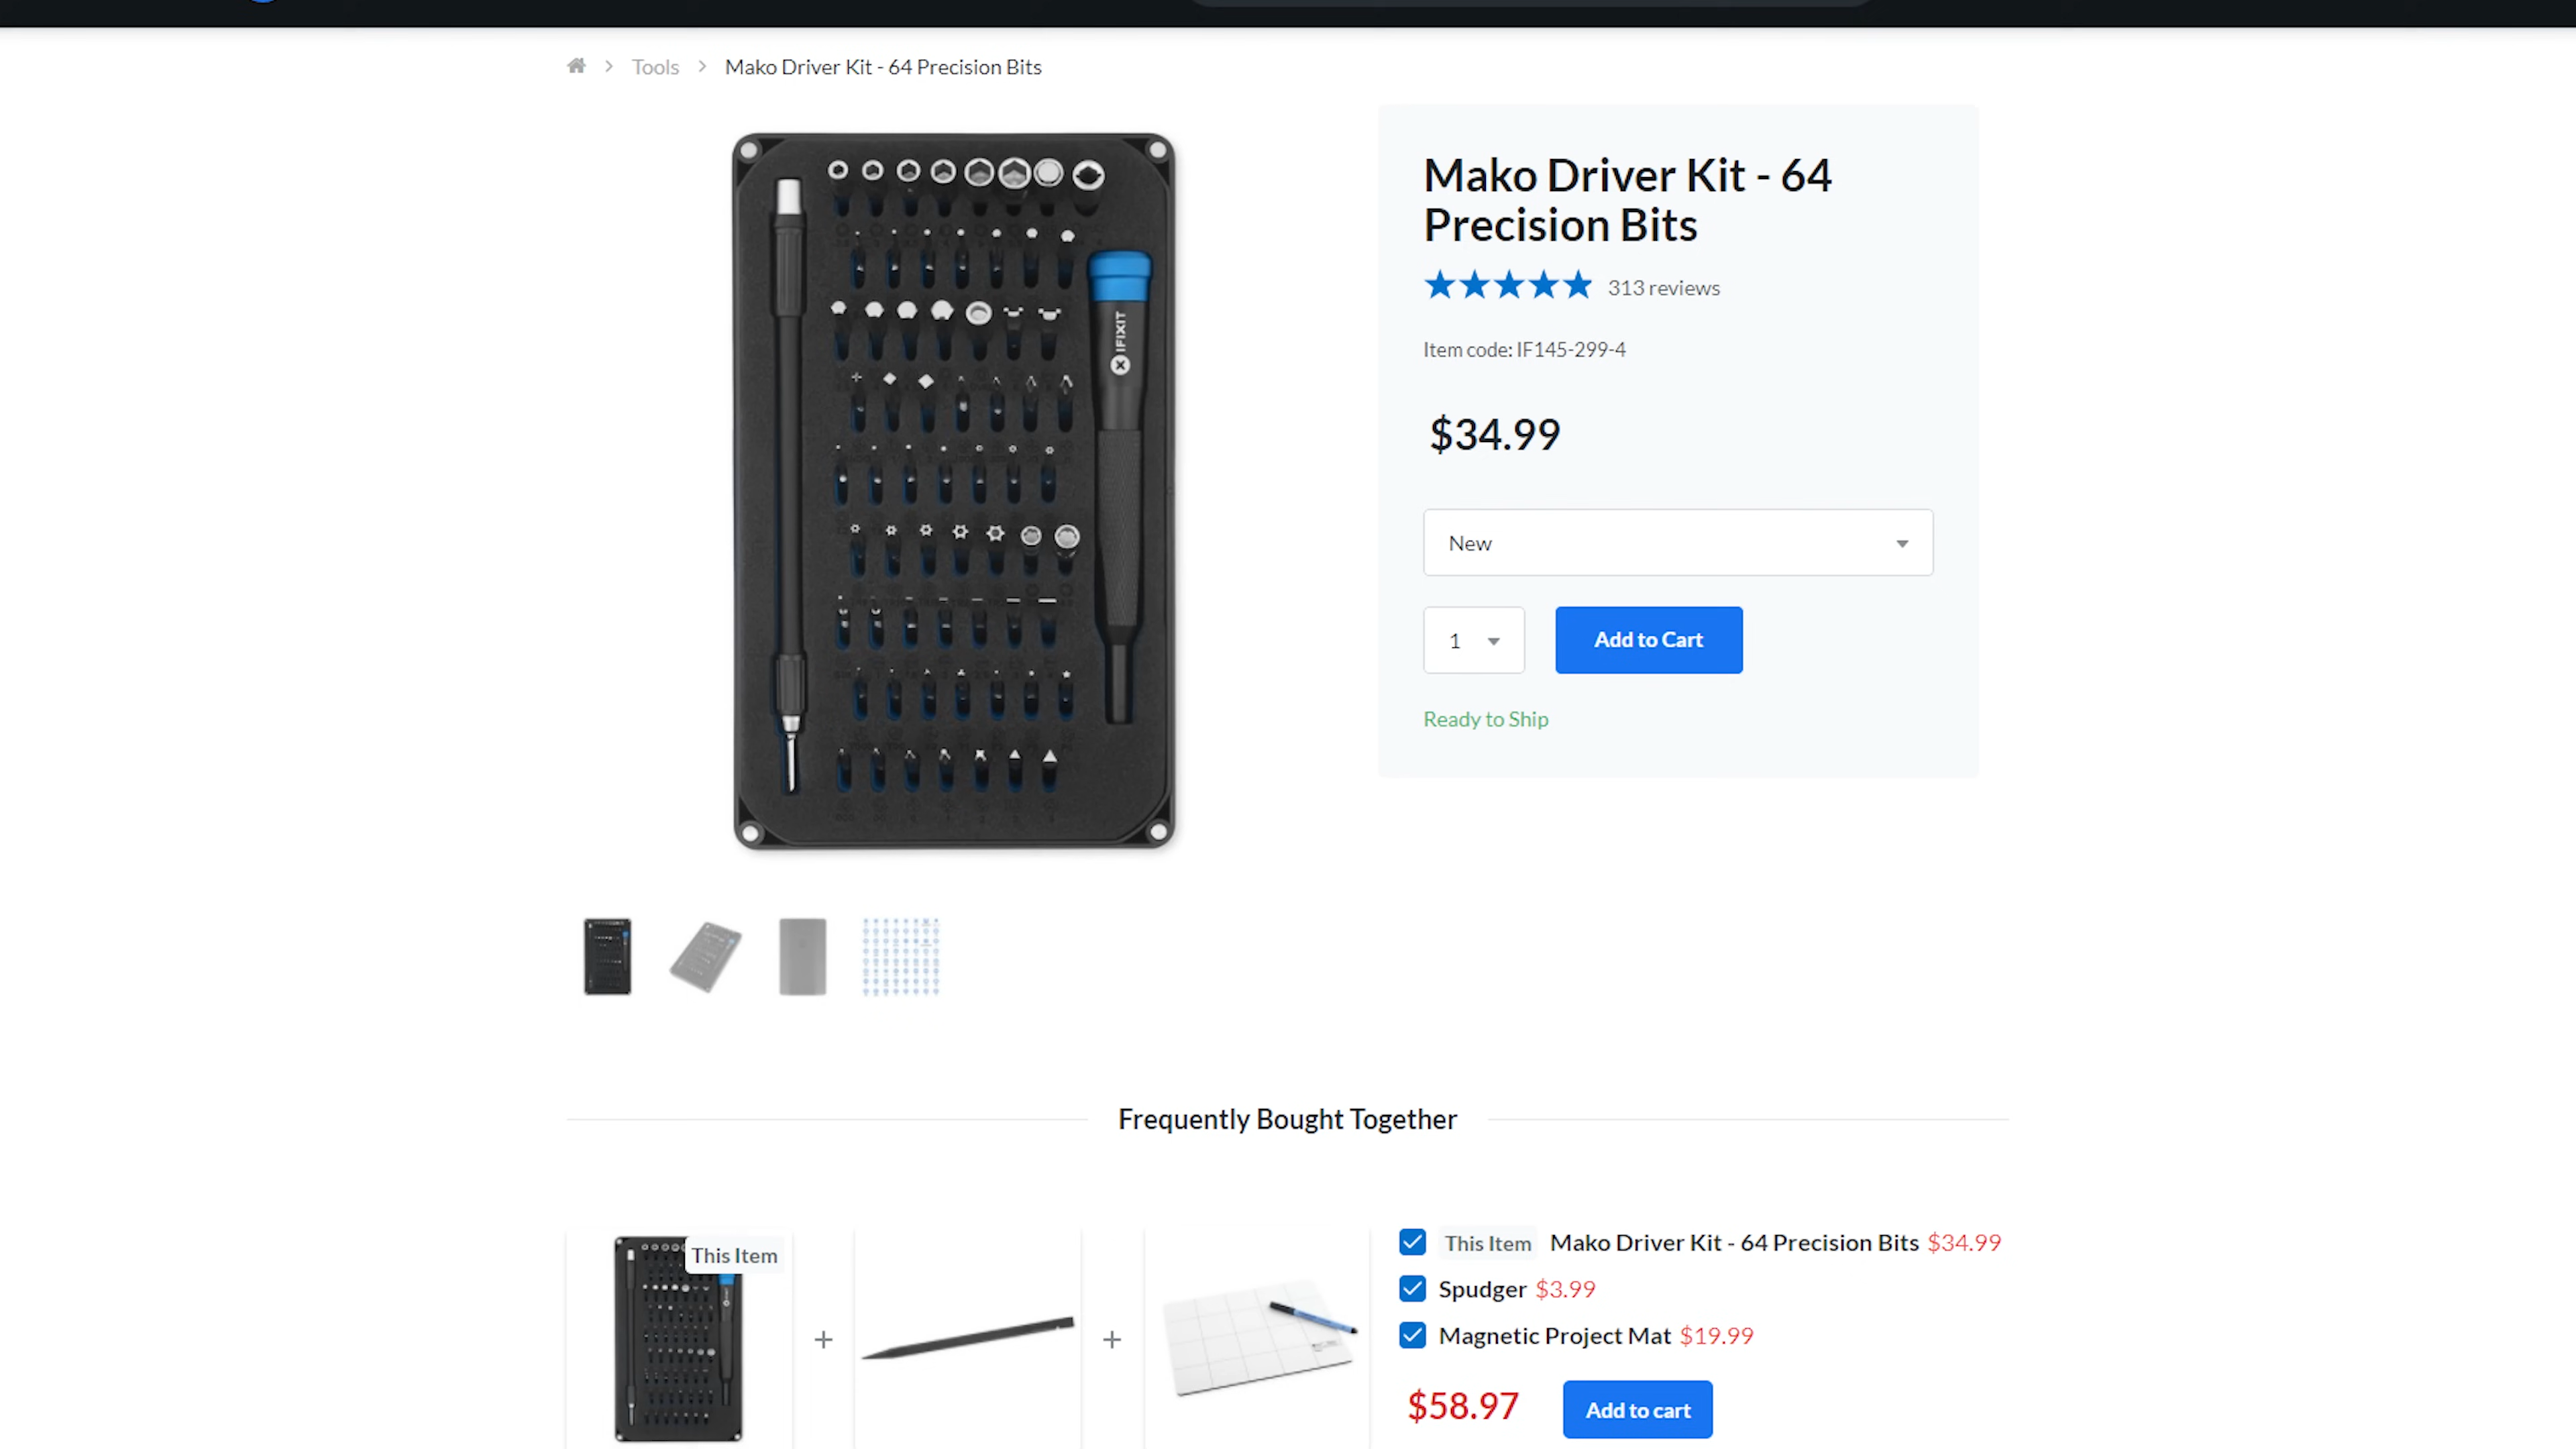 Tools
Mako Driver Kit - 64 Precision Bits
IFIXIT
Mako Driver Kit - 64
Precision Bits
313 reviews
Item code: IF145-299-4
$34.99
New
1
Add to Cart
Ready to Ship
Frequently Bought Together
This Item
This Item Mako Driver Kit - 64 Precision Bits $34.99
Spudger $3.99
Magnetic Project Mat $19.99
$58.97
Add to cart